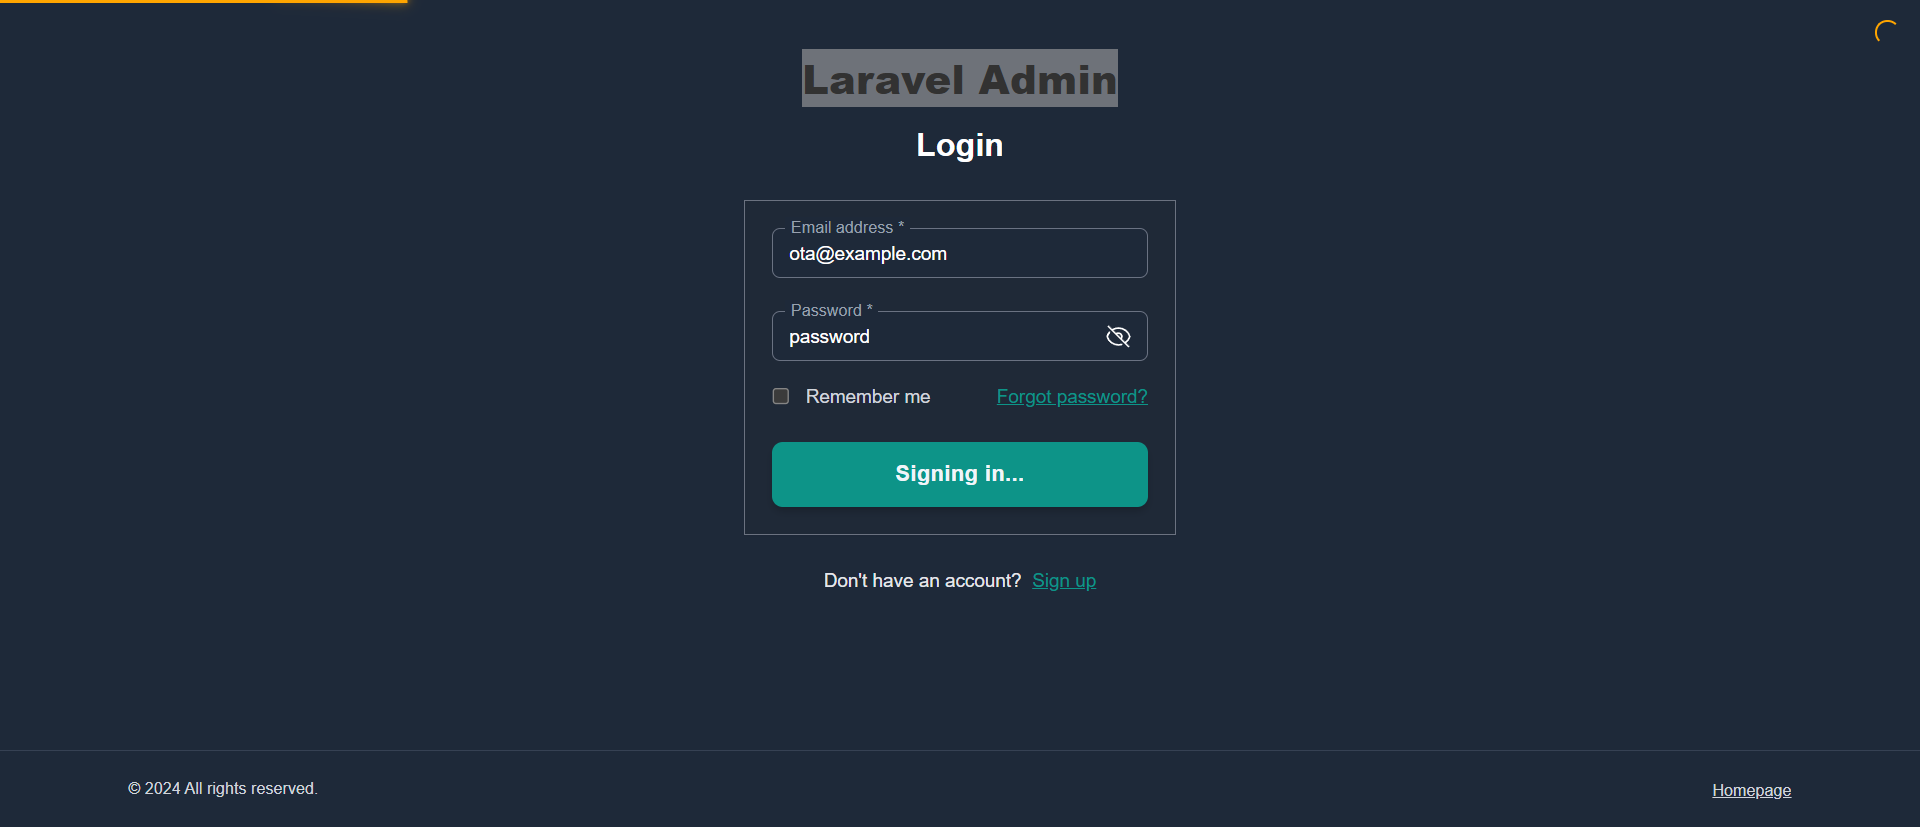 Laravel Admin
Login
Email address *
ota@example.com
Password *
password
Remember me
Forgot password?
Signing in...
Don't have an account? Sign up
© 2024 All rights reserved.
Homepage